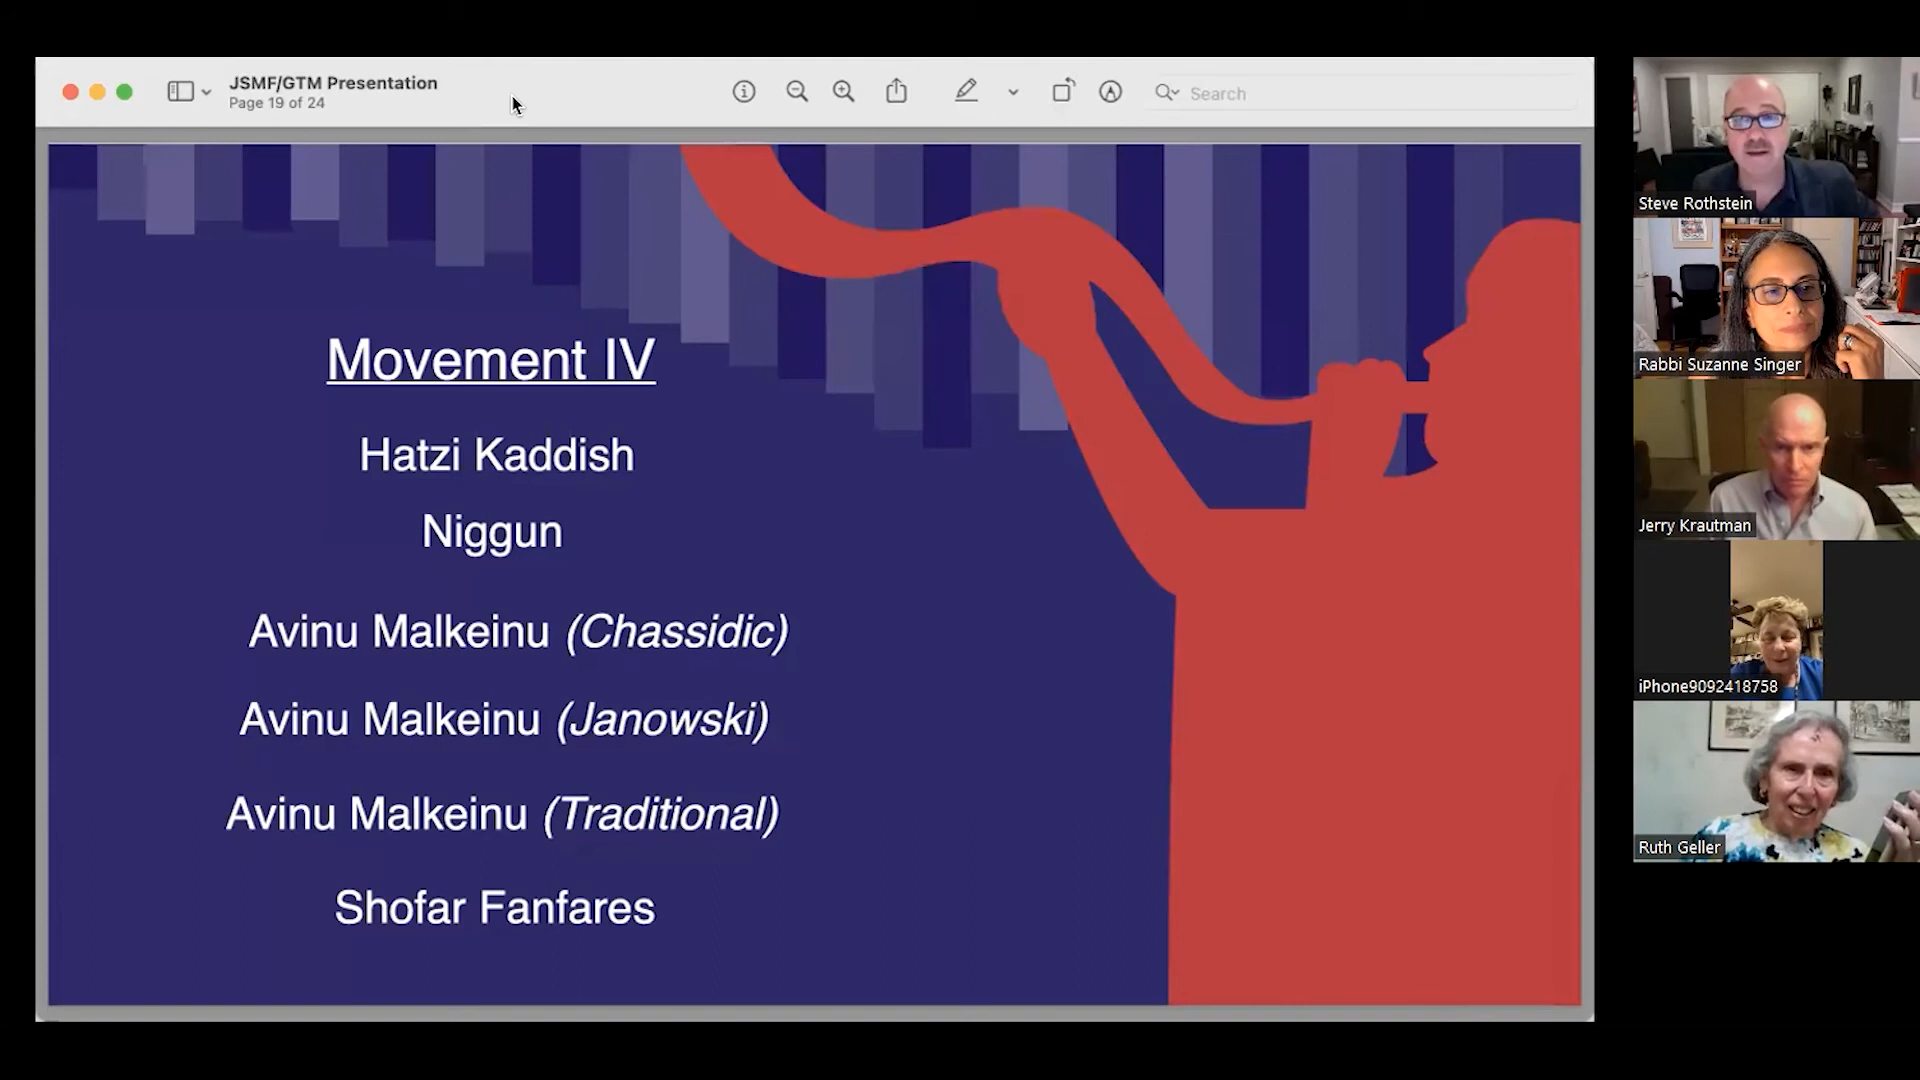 JSMF/GTM Presentation
Page 19 of 24
Search
Movement IV
Hatzi Kaddish
Niggun
Avinu Malkeinu (Chassidic)
Avinu Malkeinu (Janowski)
Avinu Malkeinu (Traditional)
Shofar Fanfares
Steve Rothstein
Rabbi Suzanne Singer
Jerry Krautman
iPhone9092418758
Ruth Geller